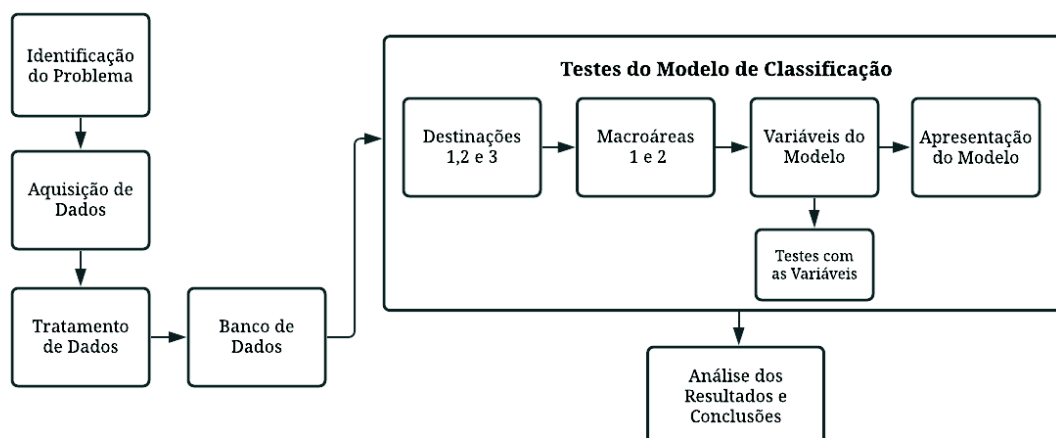 Identificação
do Problema
Aquisição de
Dados
Tratamento
de Dados
Banco de
Dados
Testes do Modelo de Classificação
Destinações
1,2 e 3
Macroáreas
1 e 2
Variáveis do
Modelo
Apresentação
do Modelo
Testes com
as Variáveis
Análise dos
Resultados e
Conclusões